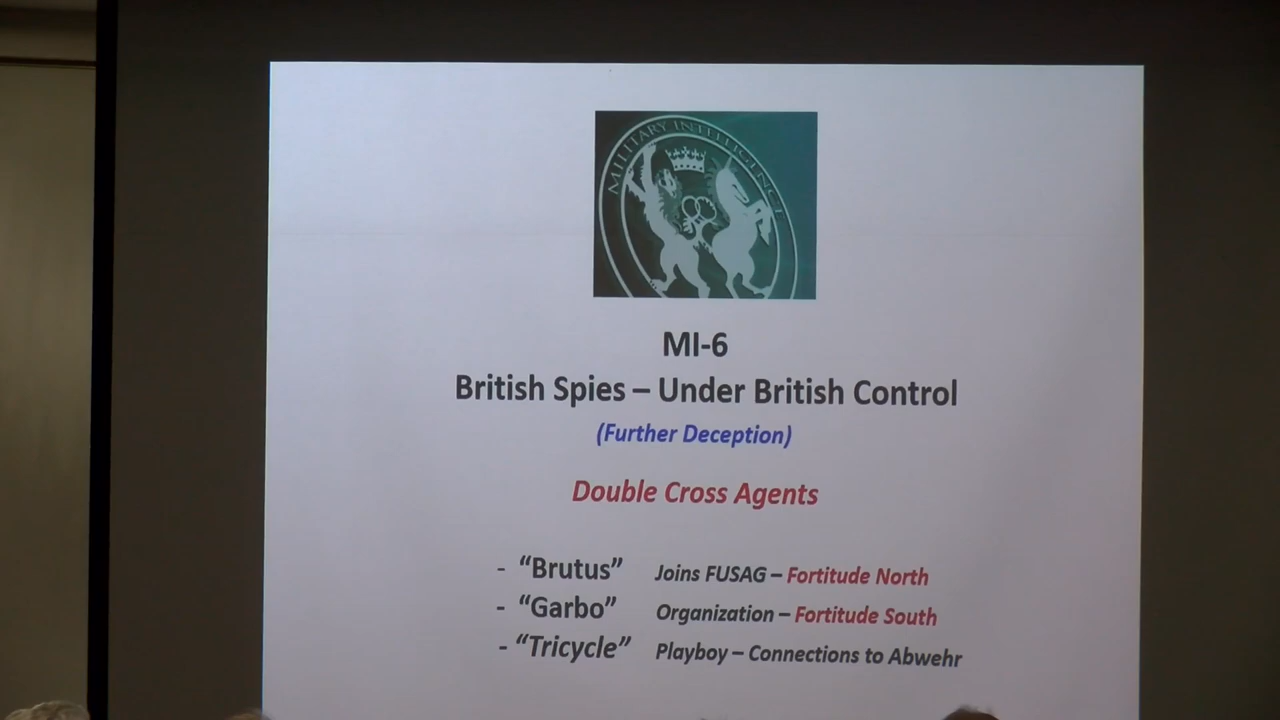 MILITARY INTELLIGENCE
MI-6
British Spies – Under British Control
(Further Deception)
Double Cross Agents
- “Brutus” Joins FUSAG – Fortitude North
- “Garbo” Organization – Fortitude South
- “Tricycle” Playboy – Connections to Abwehr